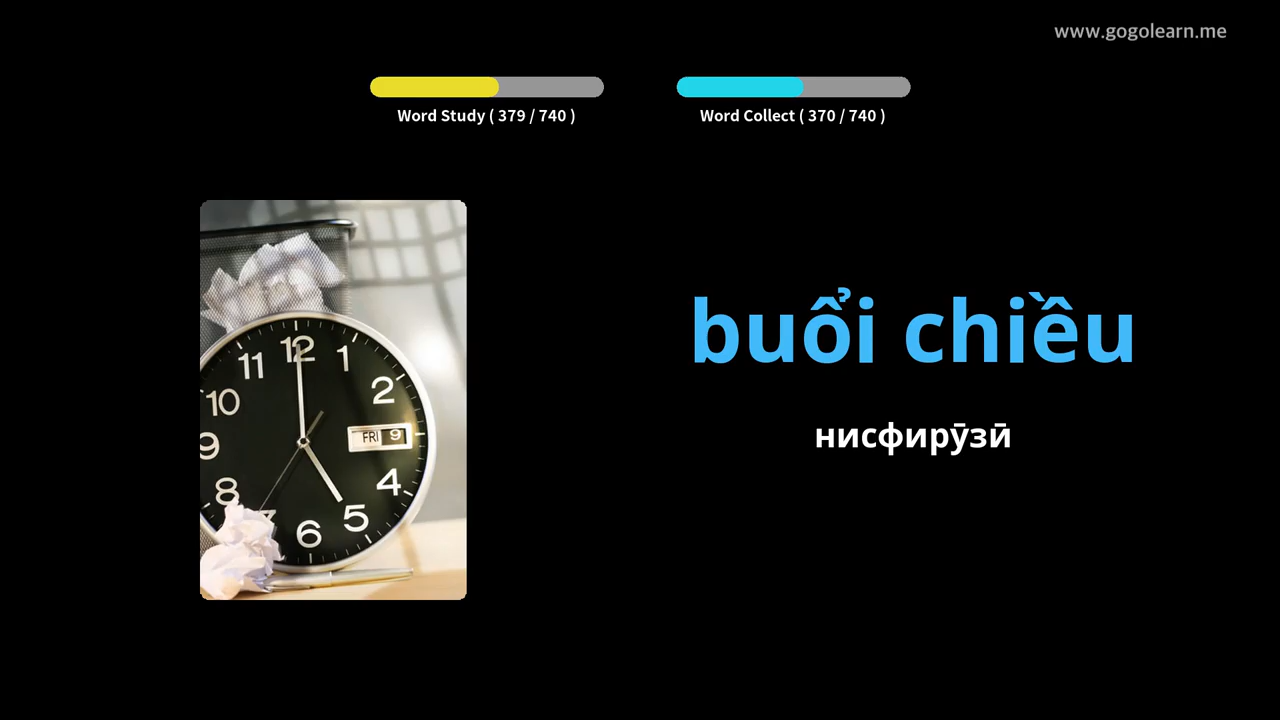 www.gogolearn.me
Word Study ( 379 / 740 )
Word Collect ( 370 / 740 )
buổi chiều
нисфирӯзӣ
12
11
1
10
2
9
FRI 9
8
4
7
5
6